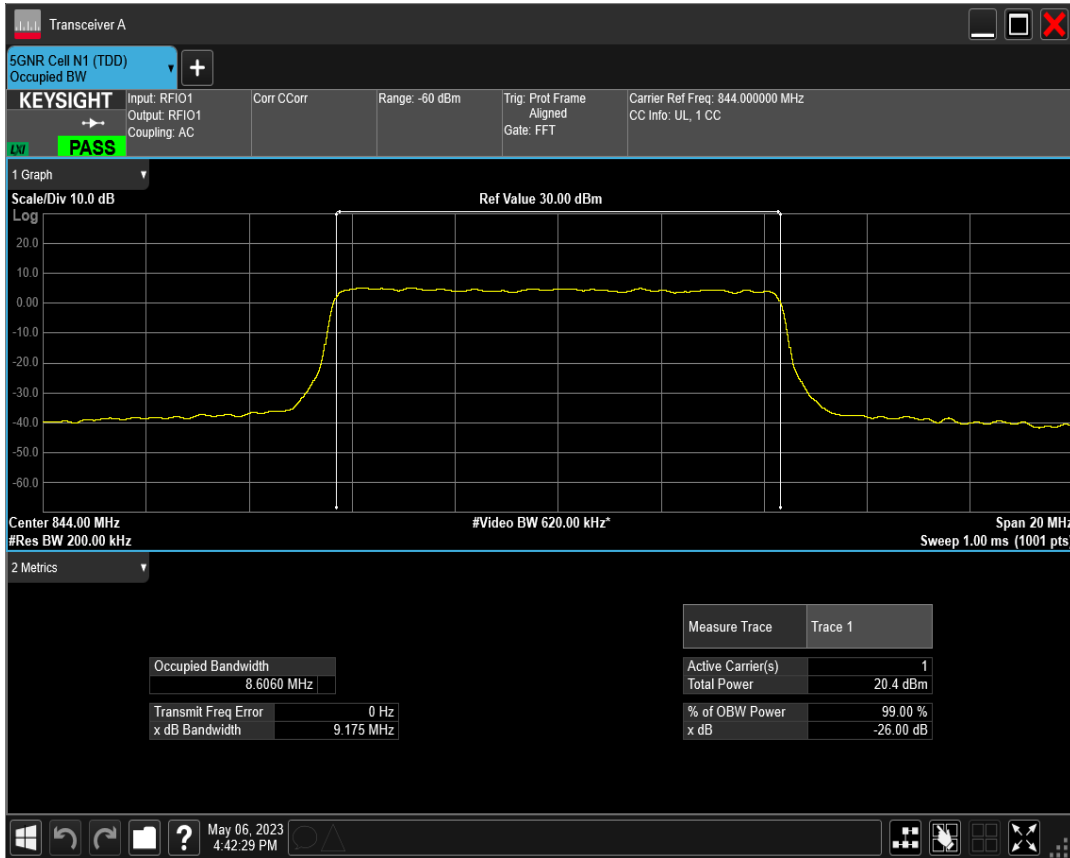 Transceiver A
5GNR Cell N1 (TDD)
Occupied BW
+
KEYSIGHT
LXI
PASS
Input: RFIO1
Output: RFIO1
Coupling: AC
Corr CCorr
Range: -60 dBm
Trig: Prot Frame
Aligned
Gate: FFT
Carrier Ref Freq: 844.000000 MHz
CC Info: UL, 1 CC
1 Graph
Scale/Div 10.0 dB
Ref Value 30.00 dBm
Log
20.0
10.0
0.00
-10.0
-20.0
-30.0
-40.0
-50.0
-60.0
Center 844.00 MHz
#Video BW 620.00 kHz*
Span 20 MHz
#Res BW 200.00 kHz
Sweep 1.00 ms (1001 pts)
2 Metrics
Measure Trace Trace 1
Occupied Bandwidth
8.6060 MHz
Active Carrier(s) 1
Total Power 20.4 dBm
Transmit Freq Error 0 Hz
x dB Bandwidth 9.175 MHz
% of OBW Power 99.00 %
x dB -26.00 dB
?
May 06, 2023
4:42:29 PM